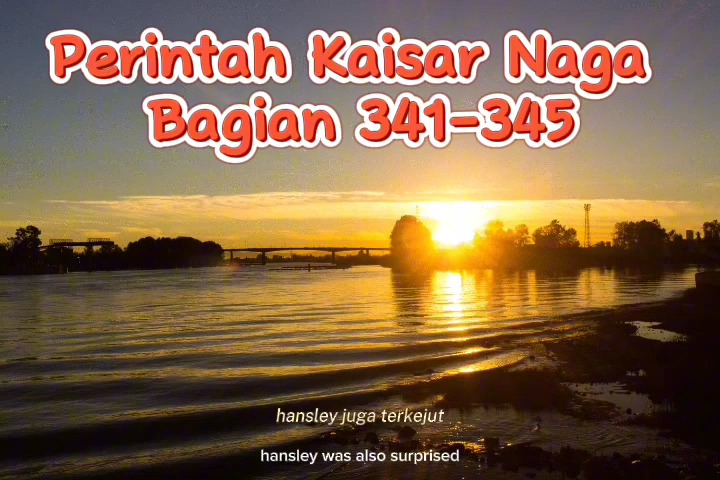 Perintah Kaisar Naga
Bagian 341-345
hansley juga terkejut
hansley was also surprised